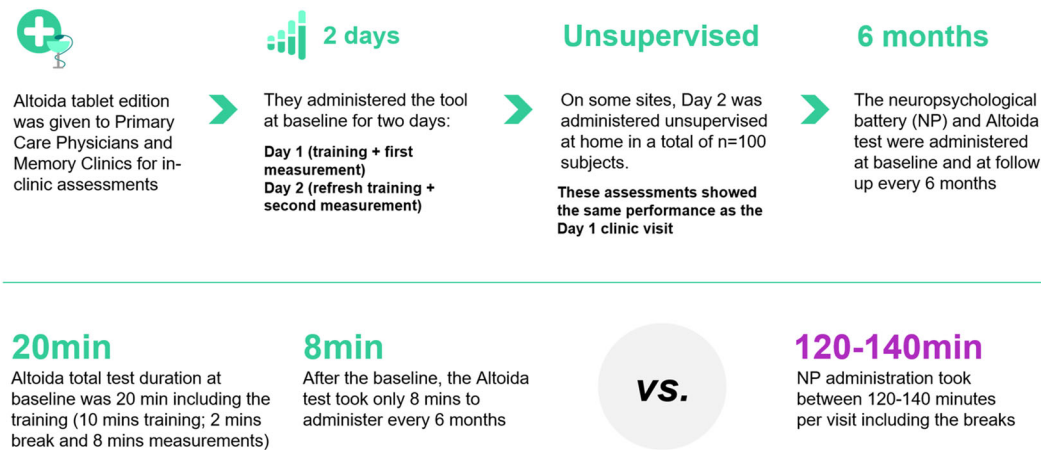 Altoida tablet edition
was given to Primary
Care Physicians and
Memory Clinics for in-
clinic assessments
2 days
They administered the tool
at baseline for two days:
Day 1 (training + first
measurement)
Day 2 (refresh training +
second measurement)
Unsupervised
On some sites, Day 2 was
administered unsupervised
at home in a total of n=100
subjects.
These assessments showed
the same performance as the
Day 1 clinic visit
6 months
The neuropsychological
battery (NP) and Altoida
test were administered
at baseline and at follow
up every 6 months
20min
Altoida total test duration at
baseline was 20 min including the
training (10 mins training; 2 mins
break and 8 mins measurements)
8min
After the baseline, the Altoida
test took only 8 mins to
administer every 6 months
vs.
120-140min
NP administration took
between 120-140 minutes
per visit including the breaks